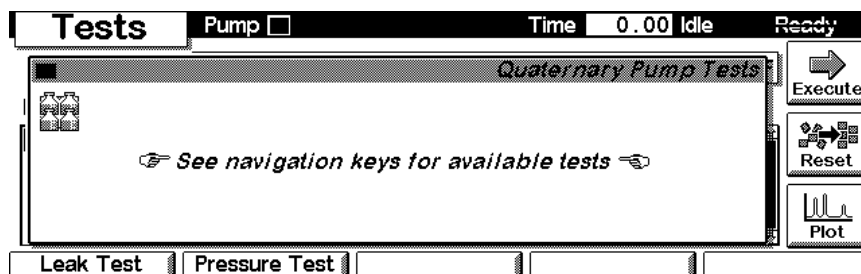 Tests Pump Time 0.00 Idle Ready
Quaternary Pump Tests
Execute
See navigation keys for available tests
Reset
Plot
Leak Test Pressure Test